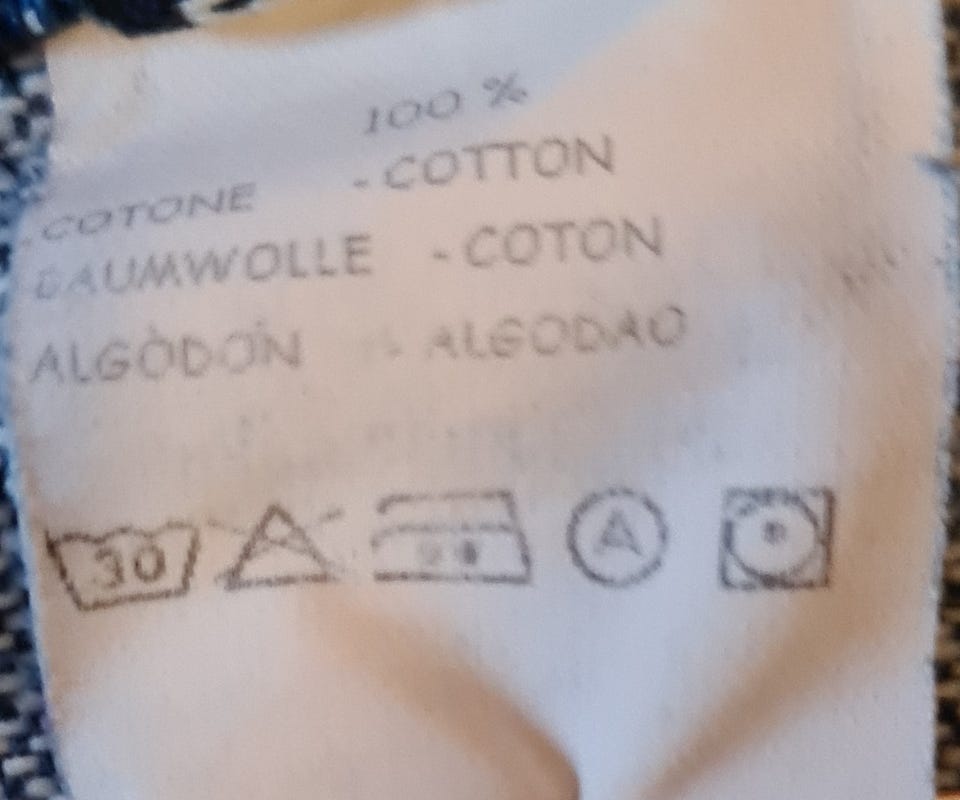 100 %
COTONE - COTTON
BAUMWOLLE - COTON
ALGODON - ALGODAO
30
A